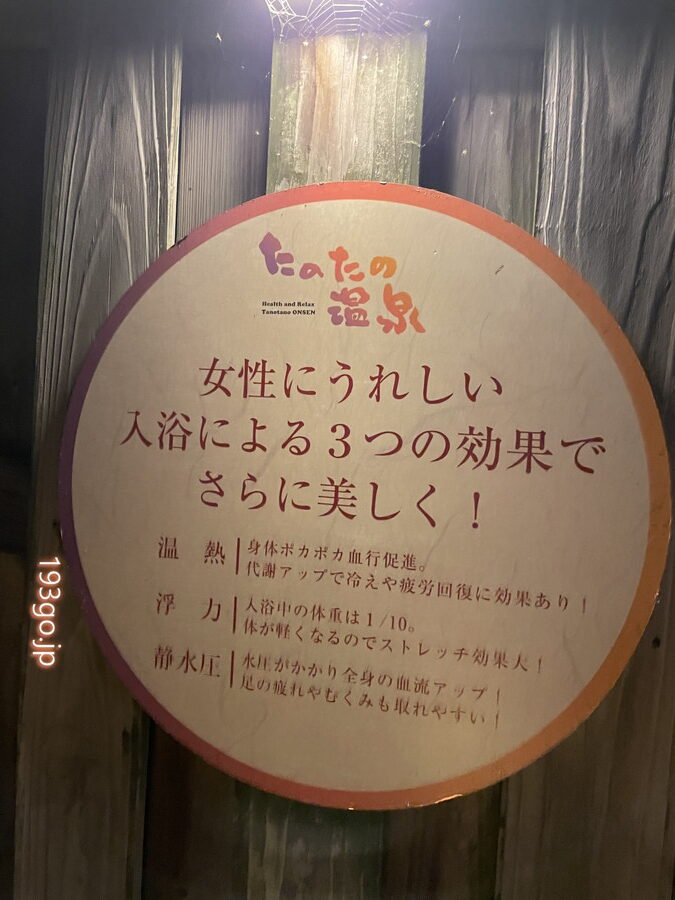 たのたの
温泉
Health and Relax
Tanotano ONSEN
女性にうれしい
入浴による3つの効果で
さらに美しく！
温熱
身体ポカポカ血行促進。
代謝アップで冷えや疲労回復に効果あり！
浮力
入浴中の体重は1/10。
体が軽くなるのでストレッチ効果大！
静水圧
水圧がかかり全身の血流アップ！
足の疲れやむくみも取れやすい！
193go.jp